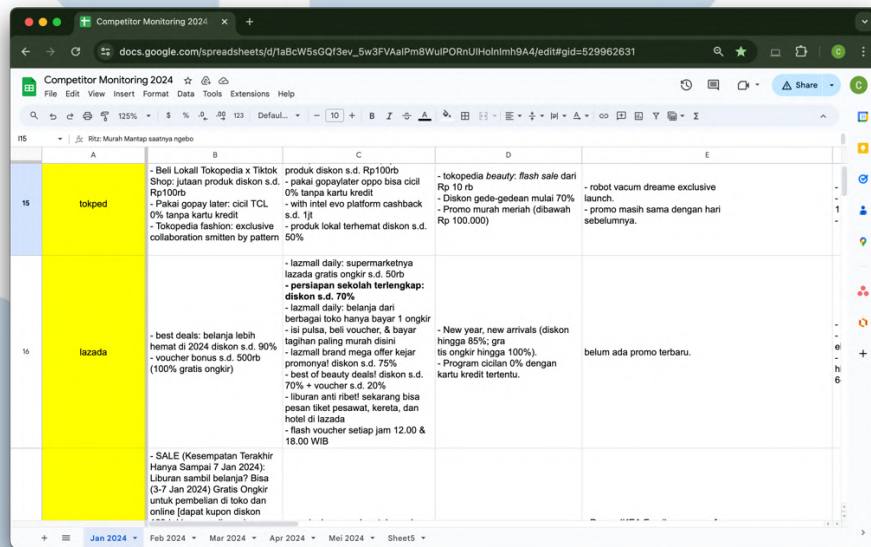 Competitor Monitoring 2024
docs.google.com/spreadsheets/d/1aBcW5sGQf3ev_5w3FVAaIPm8WuIPORnUIHoInImh9A4/edit#gid=529962631
C
Competitor Monitoring 2024
File Edit View Insert Format Data Tools Extensions Help
Share
C
125% $ % .0 .00 123 Defaul... 10 B I A
I15 Ritz: Murah Mantap saatnya ngebo
A B C D E
15
tokped
- Beli Lokall Tokopedia x Tiktok
Shop: jutaan produk diskon s.d.
Rp100rb
- Pakai gopay later: cicil TCL
0% tanpa kartu kredit
- Tokopedia fashion: exclusive
collaboration smitten by pattern
produk diskon s.d. Rp100rb
- pakai gopaylater oppo bisa cicil
0% tanpa kartu kredit
- with intel evo platform cashback
s.d. 1jt
- produk lokal terhemat diskon s.d.
50%
- tokopedia beauty: flash sale dari
Rp 10 rb
- Diskon gede-gedean mulai 70%
- Promo murah meriah (dibawah
Rp 100.000)
- robot vacum dreame exclusive
launch.
- promo masih sama dengan hari
sebelumnya.
16
lazada
- best deals: belanja lebih
hemat di 2024 diskon s.d. 90%
- voucher bonus s.d. 500rb
(100% gratis ongkir)
- lazmall daily: supermarketnya
lazada gratis ongkir s.d. 50rb
- persiapan sekolah terlengkap:
diskon s.d. 70%
- lazmall daily: belanja dari
berbagai toko hanya bayar 1 ongkir
- isi pulsa, beli voucher, & bayar
tagihan paling murah disini
- lazmall brand mega offer kejar
promonya! diskon s.d. 75%
- best of beauty deals! diskon s.d.
70% + voucher s.d. 20%
- liburan anti ribet! sekarang bisa
pesan tiket pesawat, kereta, dan
hotel di lazada
- flash voucher setiap jam 12.00 &
18.00 WIB
- New year, new arrivals (diskon
hingga 85%; gra
tis ongkir hingga 100%).
- Program cicilan 0% dengan
kartu kredit tertentu.
belum ada promo terbaru.
- SALE (Kesempatan Terakhir
Hanya Sampai 7 Jan 2024):
Liburan sambil belanja? Bisa
(3-7 Jan 2024) Gratis Ongkir
untuk pembelian di toko dan
online [dapat kupon diskon
Jan 2024 Feb 2024 Mar 2024 Apr 2024 Mei 2024 Sheet5